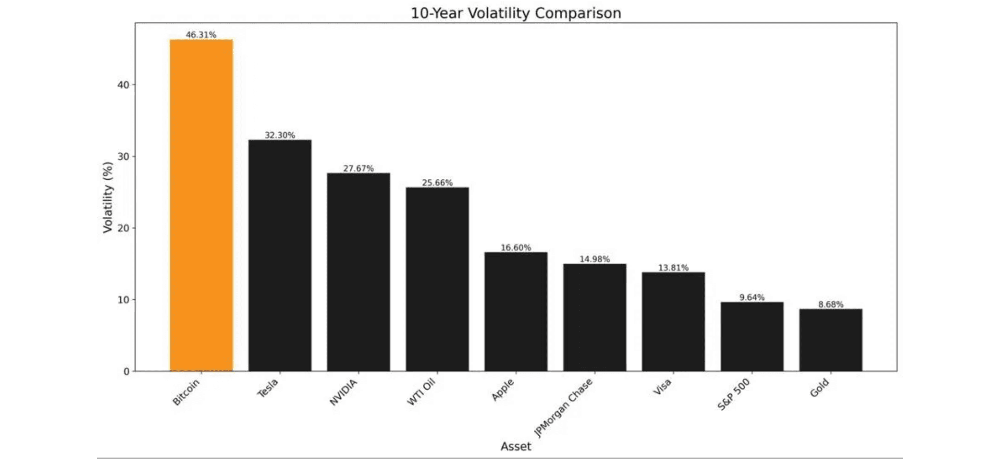 10-Year Volatility Comparison
46.31%
32.30%
27.67%
25.66%
16.60%
14.98%
13.81%
9.64%
8.68%
Volatility (%)
40
30
20
10
0
Bitcoin
Tesla
NVIDIA
WTI Oil
Apple
JPMorgan Chase
Visa
S&P 500
Gold
Asset